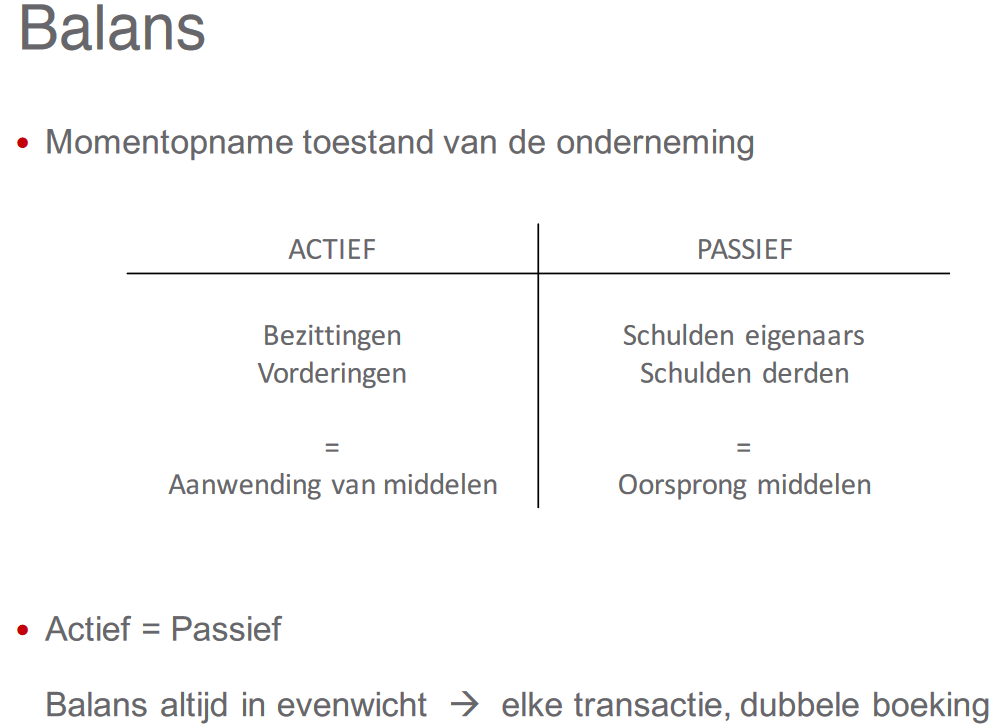 Balans
• Momentopname toestand van de onderneming
ACTIEF PASSIEF
Bezittingen Schulden eigenaars
Vorderingen Schulden derden
= =
Aanwending van middelen Oorsprong middelen
• Actief = Passief
Balans altijd in evenwicht → elke transactie, dubbele boeking